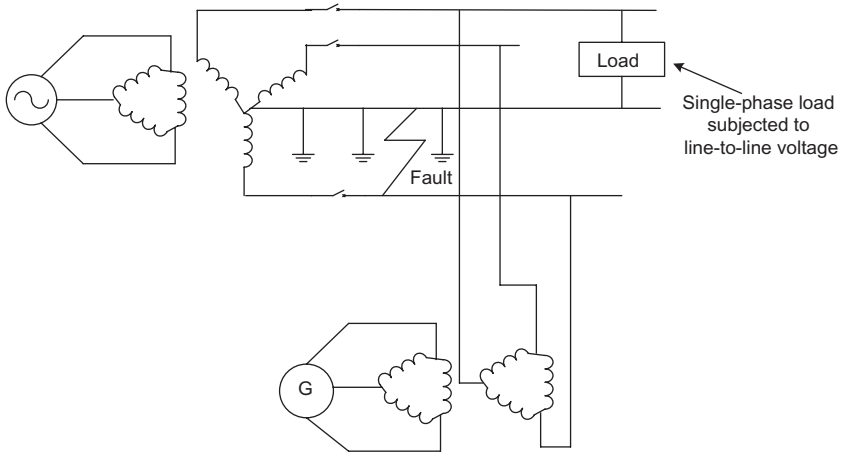 Load
Single-phase load
subjected to
line-to-line voltage
Fault
G